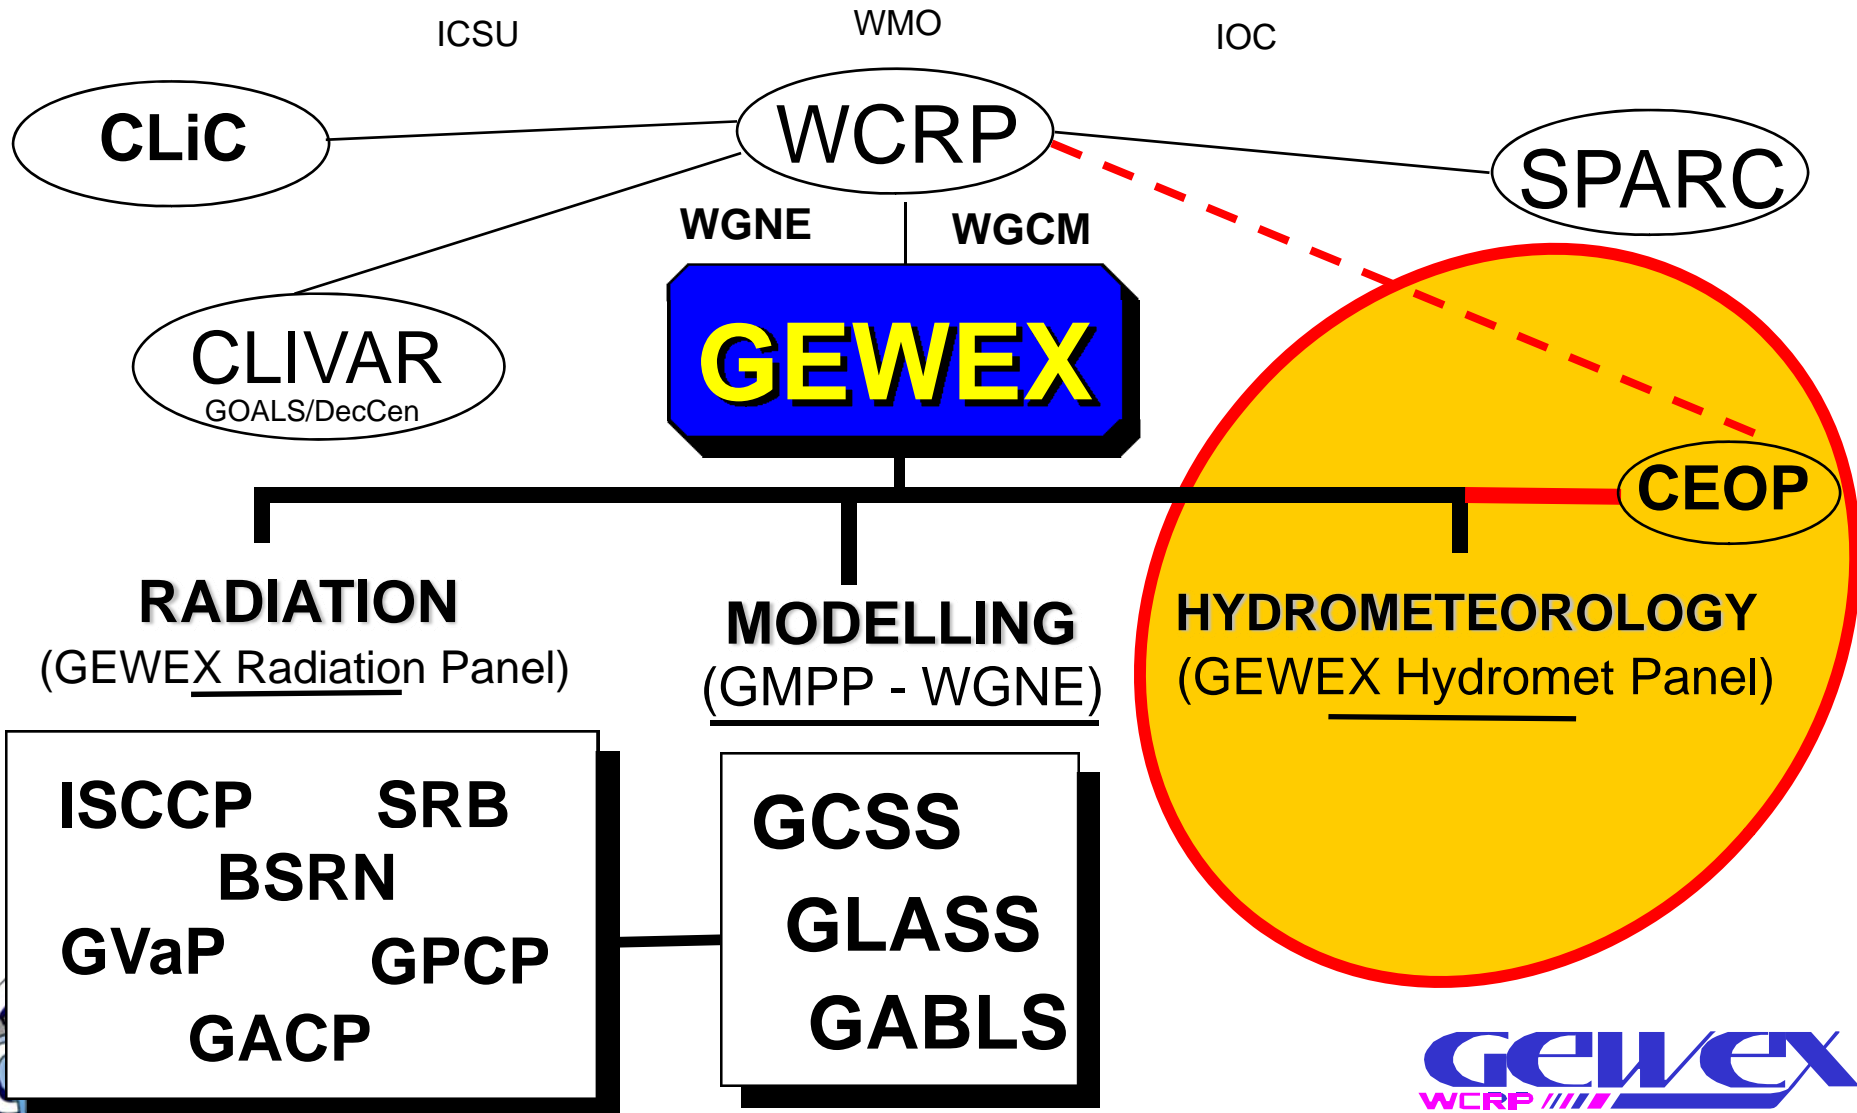 ICSU
WMO
IOC
CLiC
WCRP
SPARC
WGNE
WGCM
CLIVAR
GOALS/DecCen
GEWEX
CEOP
RADIATION
(GEWEX Radiation Panel)
MODELLING
(GMPP - WGNE)
HYDROMETEOROLOGY
(GEWEX Hydromet Panel)
ISCCP SRB
BSRN
GVaP GPCP
GACP
GCSS
GLASS
GABLS
GEWEX
WCRP